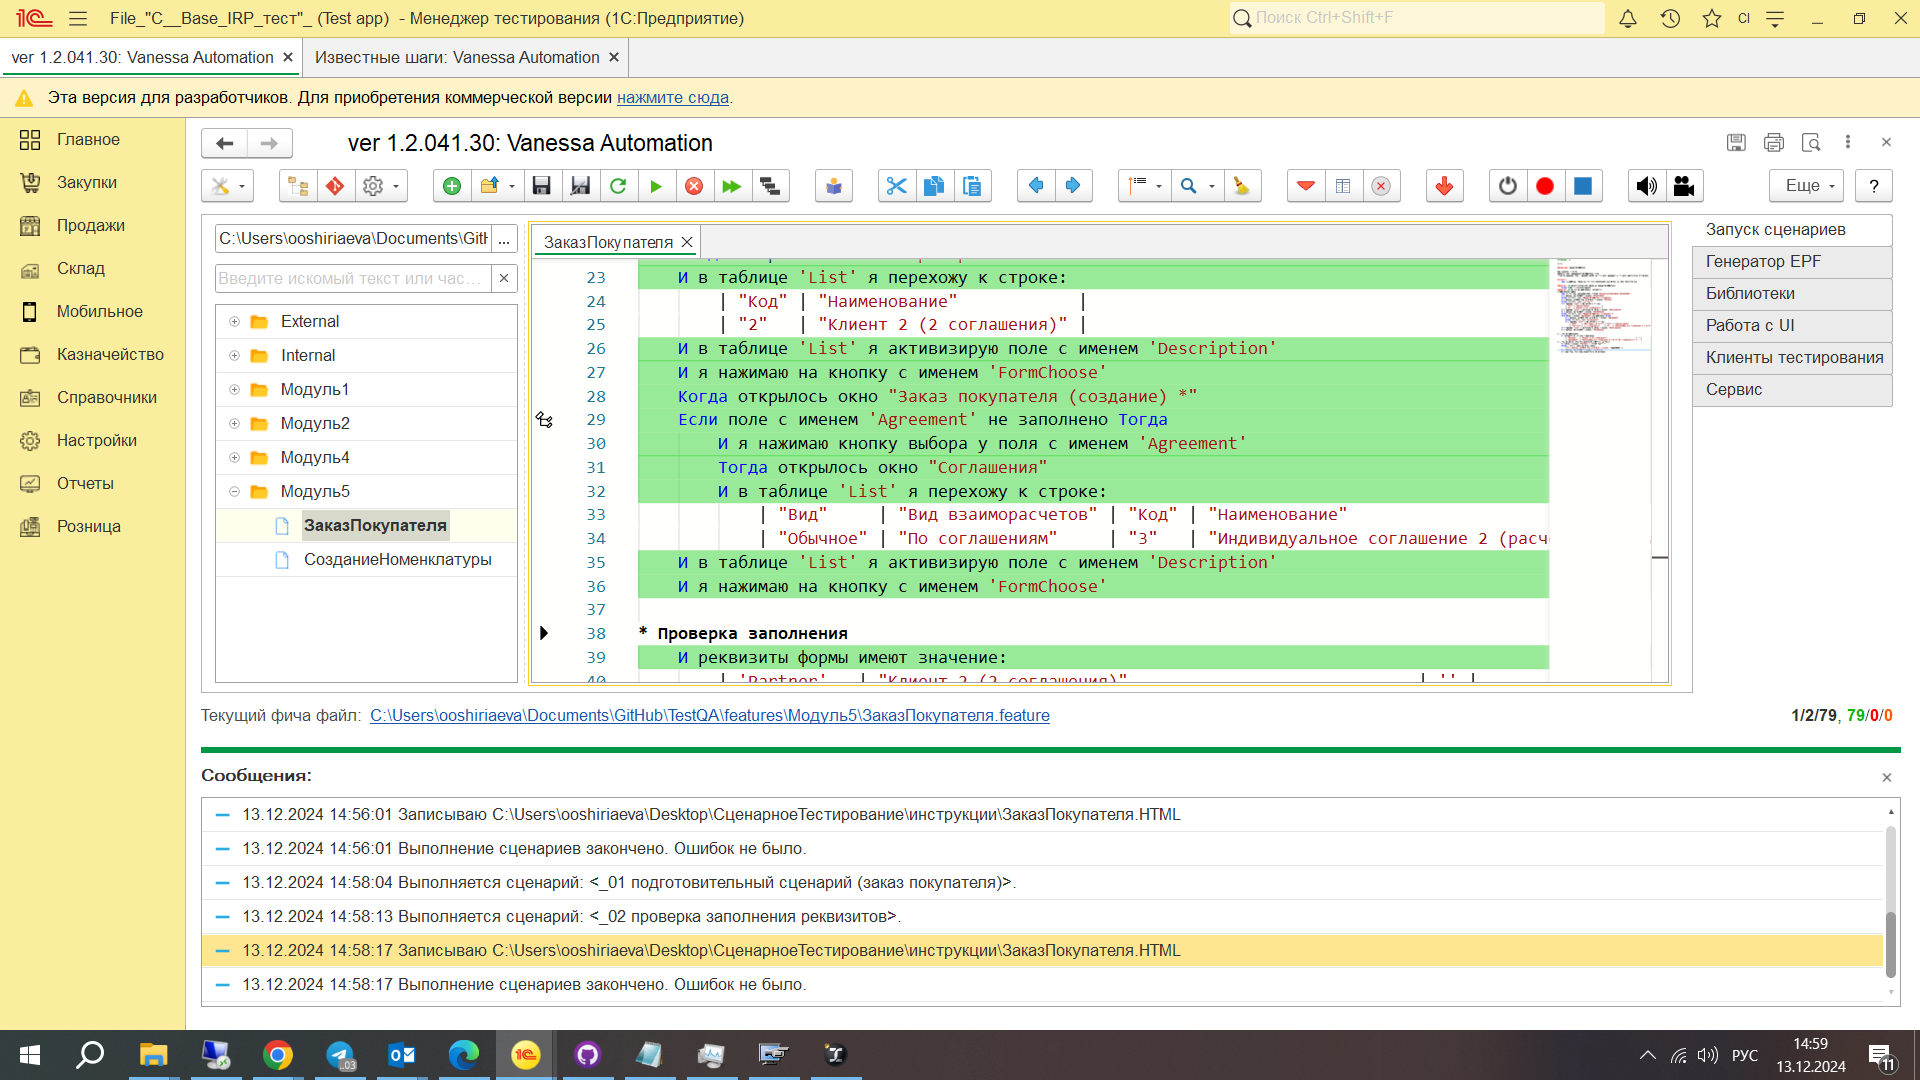 File_"C__Base_IRP_тест"_ (Test app) - Менеджер тестирования (1С:Предприятие)
Поиск Ctrl+Shift+F
CI
ver 1.2.041.30: Vanessa Automation
Известные шаги: Vanessa Automation
Эта версия для разработчиков. Для приобретения коммерческой версии нажмите сюда.
Главное
Закупки
Продажи
Склад
Мобильное
Казначейство
Справочники
Настройки
Отчеты
Розница
ver 1.2.041.30: Vanessa Automation
Еще
?
C:\Users\ooshiriaeva\Documents\GitH
...
Введите искомый текст или час...
External
Internal
Модуль1
Модуль2
Модуль4
Модуль5
ЗаказПокупателя
СозданиеНоменклатуры
ЗаказПокупателя
23 И в таблице 'List' я перехожу к строке:
24 | "Код" | "Наименование" |
25 | "2" | "Клиент 2 (2 соглашения)" |
26 И в таблице 'List' я активизирую поле с именем 'Description'
27 И я нажимаю на кнопку с именем 'FormChoose'
28 Когда открылось окно "Заказ покупателя (создание) *"
29 Если поле с именем 'Agreement' не заполнено Тогда
30 И я нажимаю кнопку выбора у поля с именем 'Agreement'
31 Тогда открылось окно "Соглашения"
32 И в таблице 'List' я перехожу к строке:
33 | "Вид" | "Вид взаиморасчетов" | "Код" | "Наименование"
34 | "Обычное" | "По соглашениям" | "3" | "Индивидуальное соглашение 2 (расч
35 И в таблице 'List' я активизирую поле с именем 'Description'
36 И я нажимаю на кнопку с именем 'FormChoose'
37
38 * Проверка заполнения
39 И реквизиты формы имеют значение:
40 | 'Partner' | "Клиент 2 (2 соглашения)" | '' |
Запуск сценариев
Генератор EPF
Библиотеки
Работа с UI
Клиенты тестирования
Сервис
Текущий фича файл: C:\Users\ooshiriaeva\Documents\GitHub\TestQA\features\Модуль5\ЗаказПокупателя.feature
1/2/79, 79/0/0
Сообщения:
13.12.2024 14:56:01 Записываю C:\Users\ooshiriaeva\Desktop\СценарноеТестирование\инструкции\ЗаказПокупателя.HTML
13.12.2024 14:56:01 Выполнение сценариев закончено. Ошибок не было.
13.12.2024 14:58:04 Выполняется сценарий: <_01 подготовительный сценарий (заказ покупателя)>.
13.12.2024 14:58:13 Выполняется сценарий: <_02 проверка заполнения реквизитов>.
13.12.2024 14:58:17 Записываю C:\Users\ooshiriaeva\Desktop\СценарноеТестирование\инструкции\ЗаказПокупателя.HTML
13.12.2024 14:58:17 Выполнение сценариев закончено. Ошибок не было.
РУС
14:59
13.12.2024
11